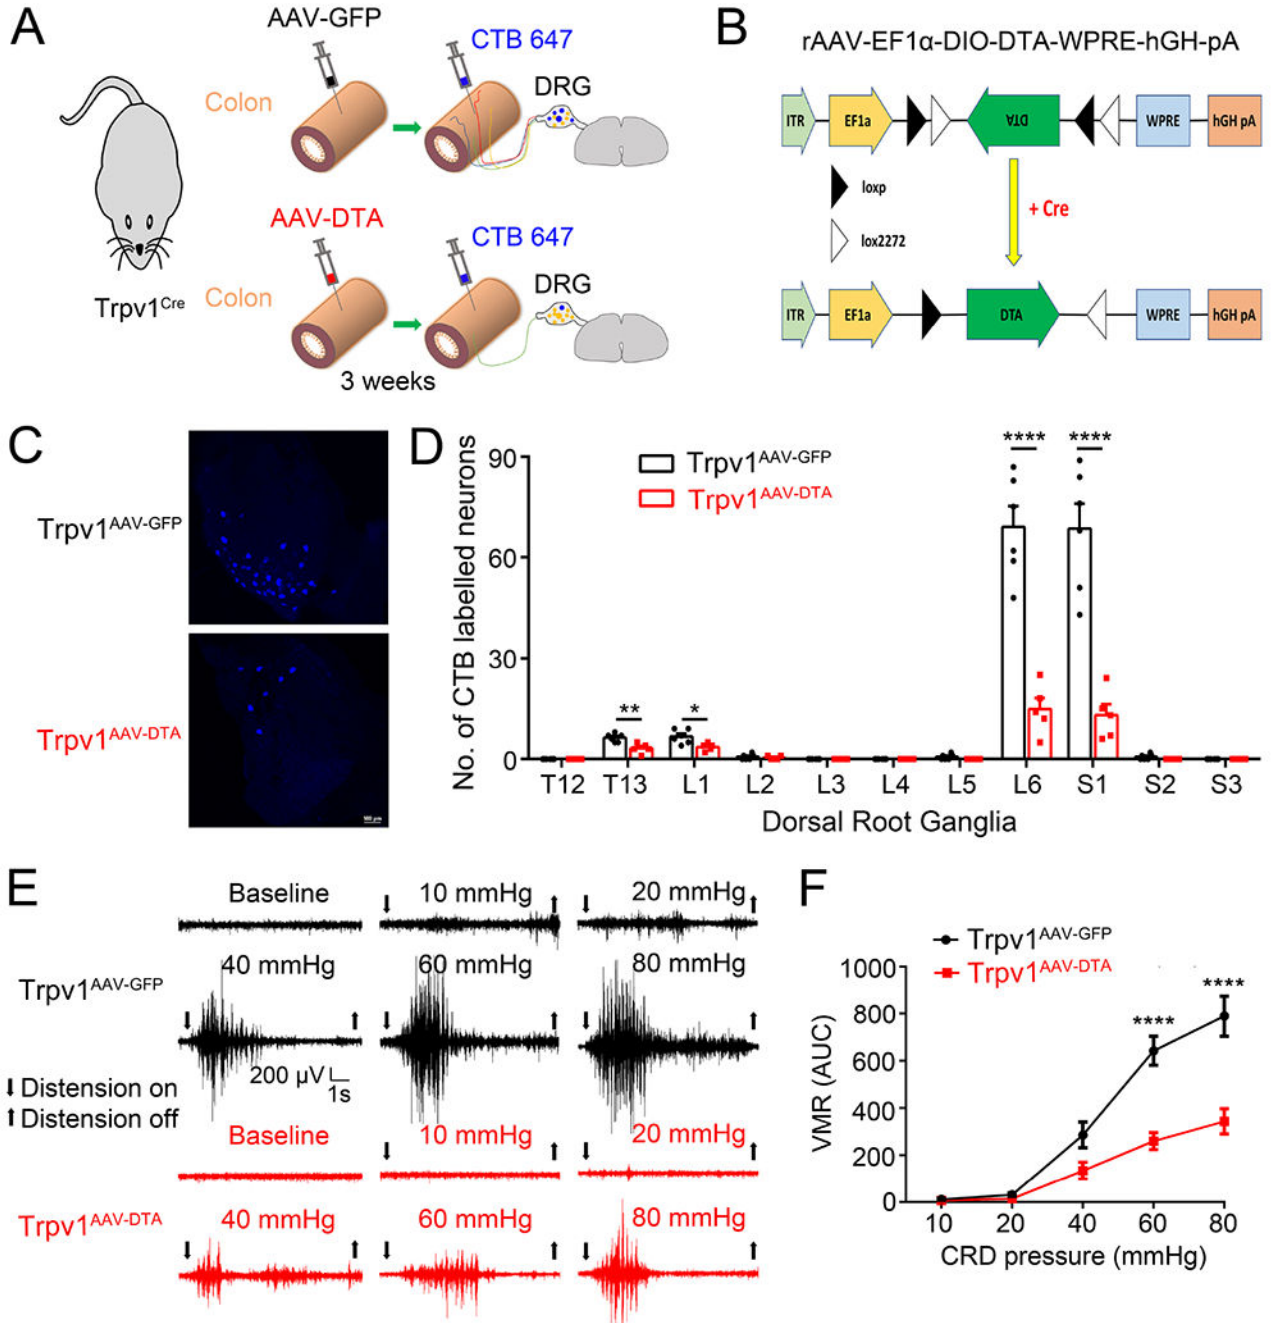 A
AAV-GFP
CTB 647
DRG
Colon
AAV-DTA
CTB 647
DRG
Colon
Trpv1Cre
3 weeks
B
rAAV-EF1α-DIO-DTA-WPRE-hGH-pA
ITR EF1a DTA WPRE hGH pA
loxp
+ Cre
lox2272
ITR EF1a DTA WPRE hGH pA
C
Trpv1AAV-GFP
Trpv1AAV-DTA
100 μm
D
No. of CTB labelled neurons
90
60
30
0
Trpv1AAV-GFP
Trpv1AAV-DTA
**** ****
** *
T12 T13 L1 L2 L3 L4 L5 L6 S1 S2 S3
Dorsal Root Ganglia
E
Baseline 10 mmHg 20 mmHg
Trpv1AAV-GFP
40 mmHg 60 mmHg 80 mmHg
200 μV
1s
Distension on
Distension off
Baseline 10 mmHg 20 mmHg
Trpv1AAV-DTA
40 mmHg 60 mmHg 80 mmHg
F
Trpv1AAV-GFP
Trpv1AAV-DTA
VMR (AUC)
1000
800
600
400
200
0
**** ****
10 20 40 60 80
CRD pressure (mmHg)